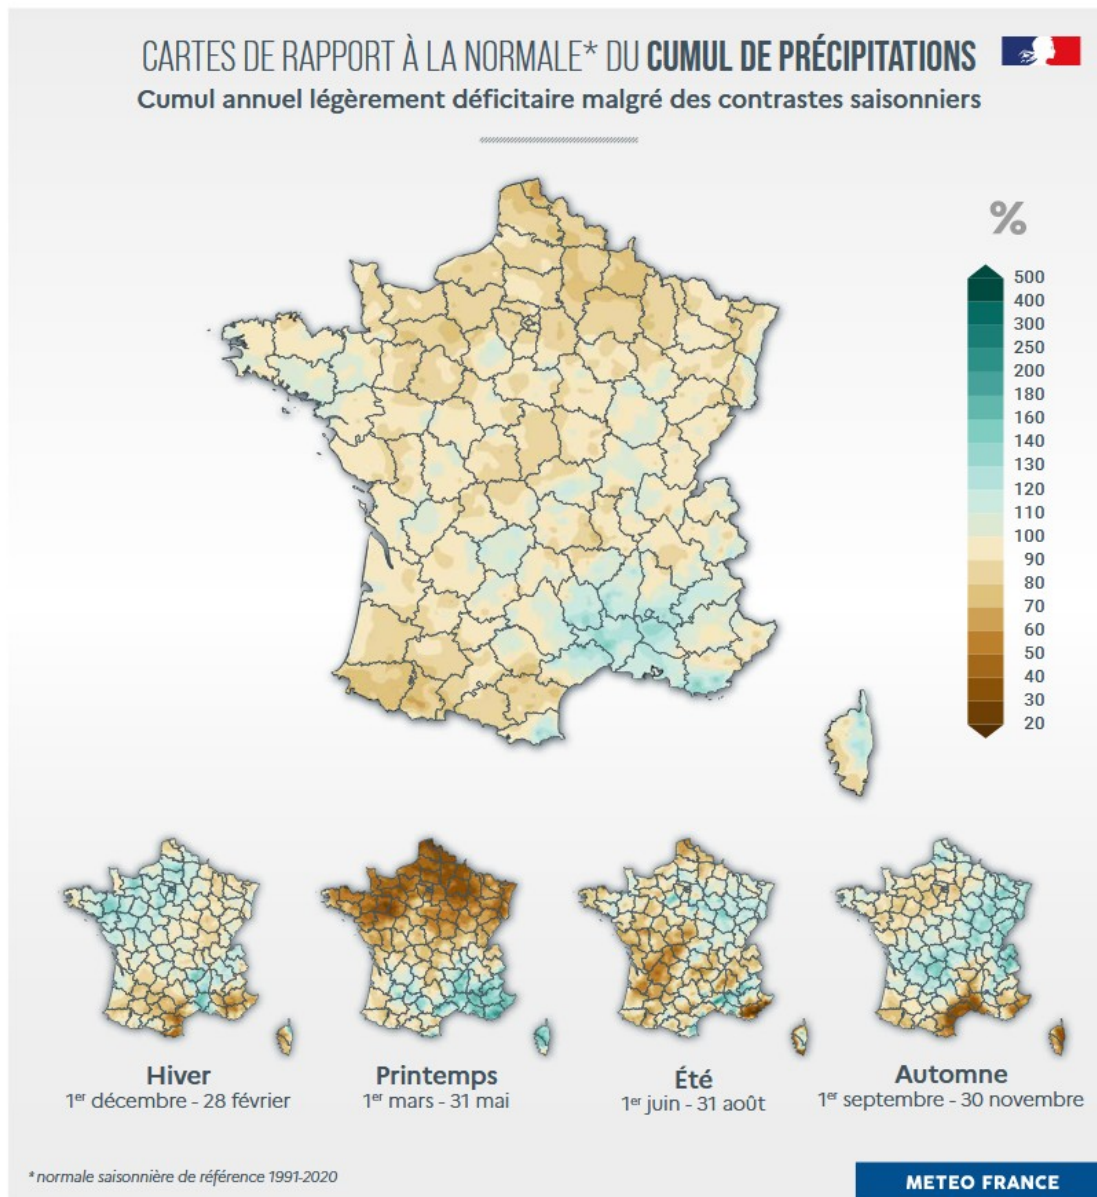 CARTES DE RAPPORT À LA NORMALE* DU CUMUL DE PRÉCIPITATIONS
Cumul annuel légèrement déficitaire malgré des contrastes saisonniers
%
500
400
300
250
200
180
160
140
130
120
110
100
90
80
70
60
50
40
30
20
Hiver
1er décembre - 28 février
Printemps
1er mars - 31 mai
Été
1er juin - 31 août
Automne
1er septembre - 30 novembre
* normale saisonnière de référence 1991-2020
METEO FRANCE